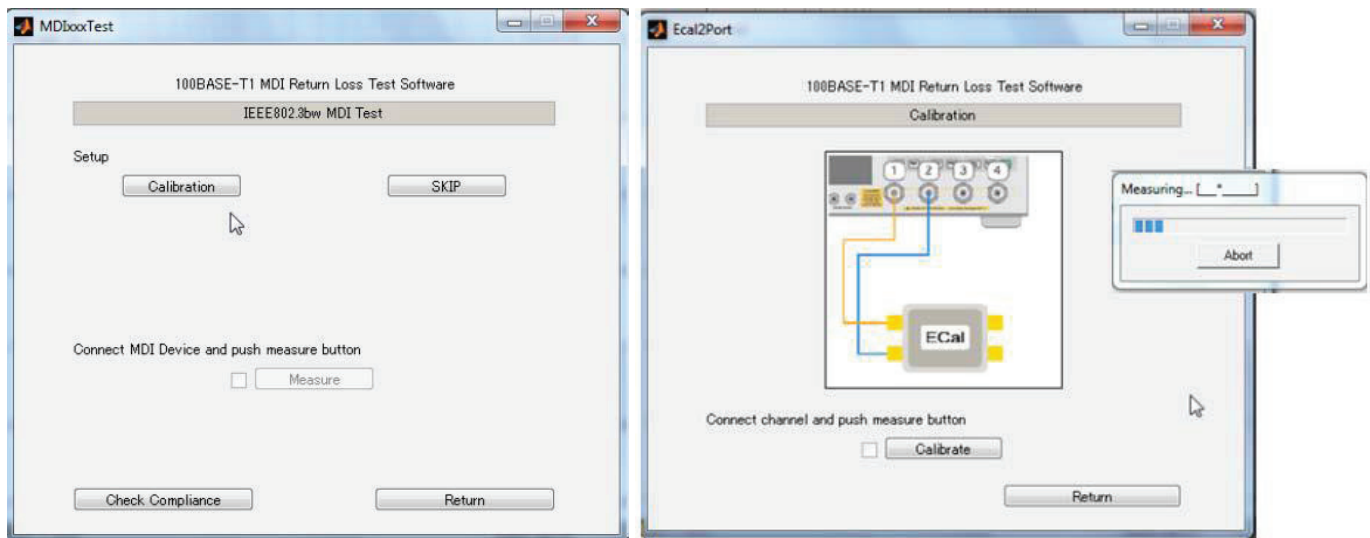 MDIxxxTest
100BASE-T1 MDI Return Loss Test Software
IEEE802.3bw MDI Test
Setup
Calibration
SKIP
Connect MDI Device and push measure button
Measure
Check Compliance
Return
Ecal2Port
100BASE-T1 MDI Return Loss Test Software
Calibration
1 2 3 4
ECal
Connect channel and push measure button
Calibrate
Return
Measuring... [__*____]
Abort